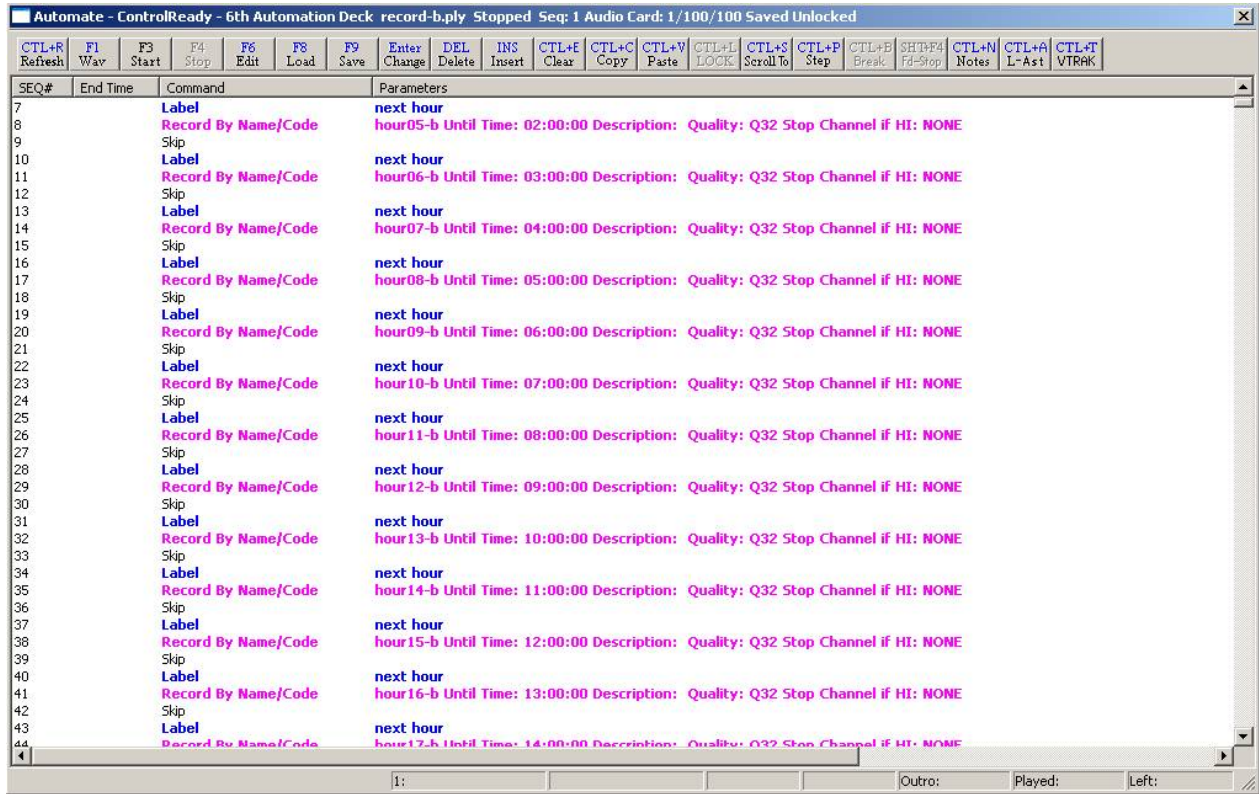 Automate - ControlReady - 6th Automation Deck record-b.ply Stopped Seq: 1 Audio Card: 1/100/100 Saved Unlocked
CTL+R F1 F3 F4 F6 F8 F9 Enter DEL INS CTL+E CTL+C CTL+V CTL+L CTL+S CTL+P CTL+B SHT+F4 CTL+N CTL+A CTL+T
Refresh Wav Start Stop Edit Load Save Change Delete Insert Clear Copy Paste LOCK Scroll To Step Break Fd-Stop Notes L-Ast VTRAK
SEQ# End Time Command Parameters
7 Label next hour
8 Record By Name/Code hour05-b Until Time: 02:00:00 Description: Quality: Q32 Stop Channel if HI: NONE
9 Skip
10 Label next hour
11 Record By Name/Code hour06-b Until Time: 03:00:00 Description: Quality: Q32 Stop Channel if HI: NONE
12 Skip
13 Label next hour
14 Record By Name/Code hour07-b Until Time: 04:00:00 Description: Quality: Q32 Stop Channel if HI: NONE
15 Skip
16 Label next hour
17 Record By Name/Code hour08-b Until Time: 05:00:00 Description: Quality: Q32 Stop Channel if HI: NONE
18 Skip
19 Label next hour
20 Record By Name/Code hour09-b Until Time: 06:00:00 Description: Quality: Q32 Stop Channel if HI: NONE
21 Skip
22 Label next hour
23 Record By Name/Code hour10-b Until Time: 07:00:00 Description: Quality: Q32 Stop Channel if HI: NONE
24 Skip
25 Label next hour
26 Record By Name/Code hour11-b Until Time: 08:00:00 Description: Quality: Q32 Stop Channel if HI: NONE
27 Skip
28 Label next hour
29 Record By Name/Code hour12-b Until Time: 09:00:00 Description: Quality: Q32 Stop Channel if HI: NONE
30 Skip
31 Label next hour
32 Record By Name/Code hour13-b Until Time: 10:00:00 Description: Quality: Q32 Stop Channel if HI: NONE
33 Skip
34 Label next hour
35 Record By Name/Code hour14-b Until Time: 11:00:00 Description: Quality: Q32 Stop Channel if HI: NONE
36 Skip
37 Label next hour
38 Record By Name/Code hour15-b Until Time: 12:00:00 Description: Quality: Q32 Stop Channel if HI: NONE
39 Skip
40 Label next hour
41 Record By Name/Code hour16-b Until Time: 13:00:00 Description: Quality: Q32 Stop Channel if HI: NONE
42 Skip
43 Label next hour
44 Record By Name/Code hour17-b Until Time: 14:00:00 Description: Quality: Q32 Stop Channel if HI: NONE
1: Outro: Played: Left: